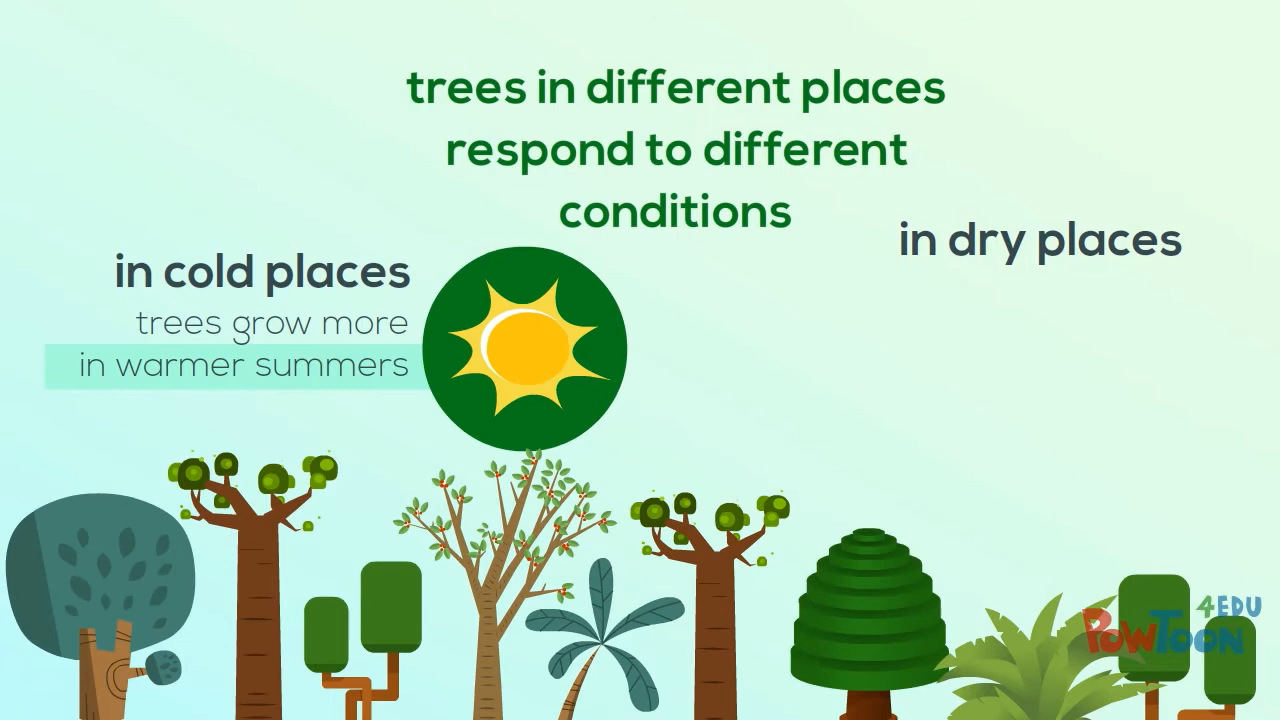 trees in different places
respond to different
conditions
in cold places
trees grow more
in warmer summers
in dry places
4EDU
PowToon